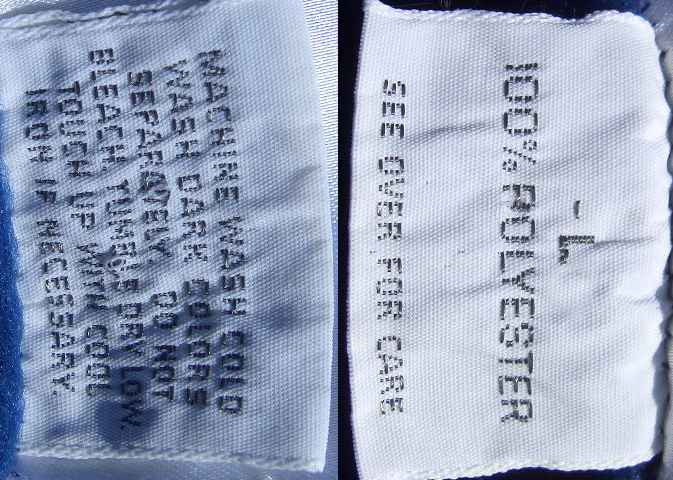 MACHINE WASH COLD
WASH DARK COLORS
SEPARATELY. DO NOT
BLEACH. TUMBLE DRY LOW.
TOUCH UP WITH COOL
IRON IF NECESSARY.
- L
100% POLYESTER
SEE OVER FOR CARE